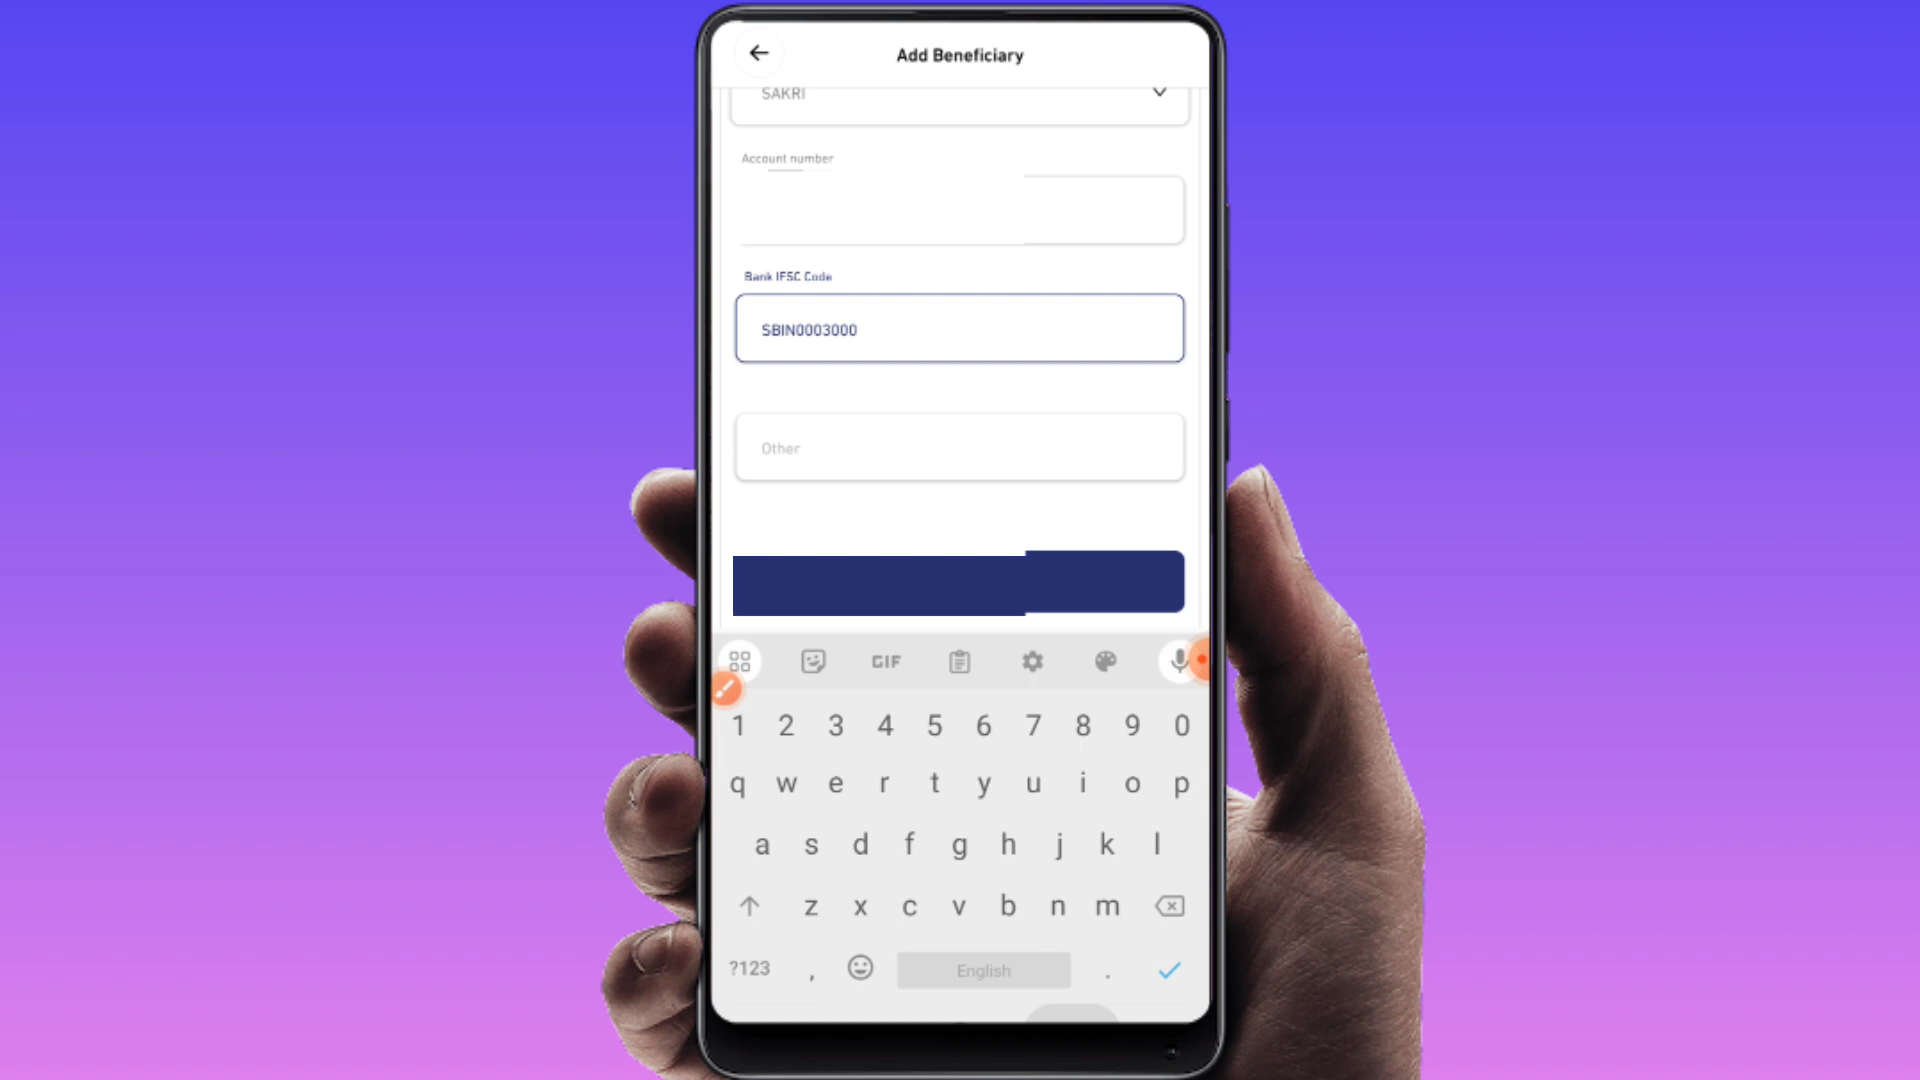 Add Beneficiary
SAKRI
Account number
Bank IFSC Code
SBIN0003000
Other
GIF
1 2 3 4 5 6 7 8 9 0
q w e r t y u i o p
a s d f g h j k l
z x c v b n m
?123 , English .